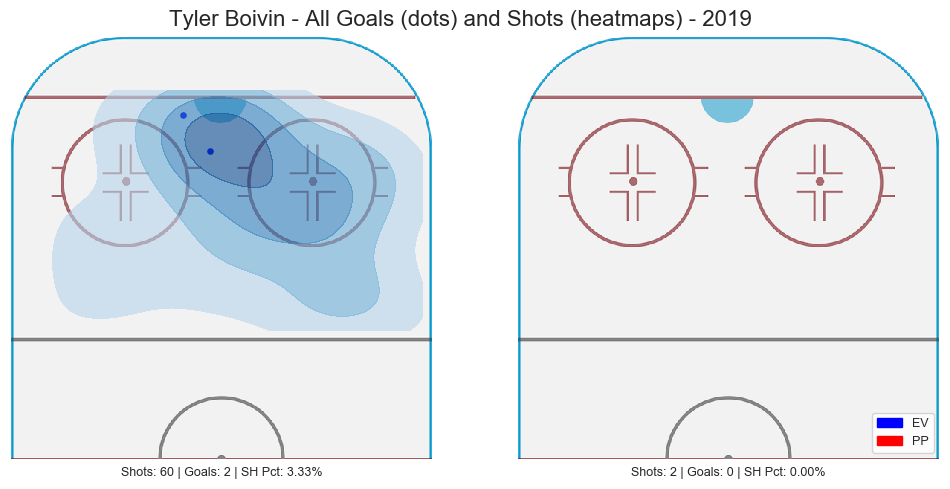 Tyler Boivin - All Goals (dots) and Shots (heatmaps) - 2019
EV
PP
Shots: 60 | Goals: 2 | SH Pct: 3.33%
Shots: 2 | Goals: 0 | SH Pct: 0.00%